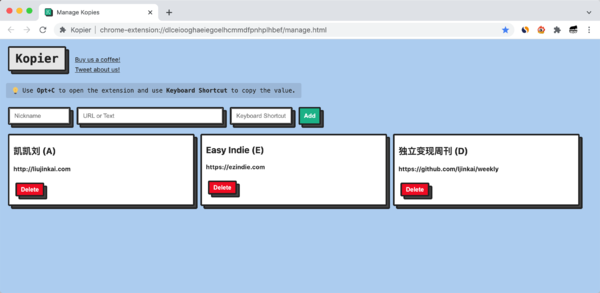 Manage Kopies
Kopier | chrome-extension://dlceiooghaeiegoelhcmmdfpnhplhbef/manage.html
Kopier
Buy us a coffee!
Tweet about us!
💡 Use Opt+C to open the extension and use Keyboard Shortcut to copy the value.
Nickname URL or Text Keyboard Shortcut Add
凯凯刘 (A)
http://liujinkai.com
Delete
Easy Indie (E)
https://ezindie.com
Delete
独立变现周刊 (D)
https://github.com/ljinkai/weekly
Delete